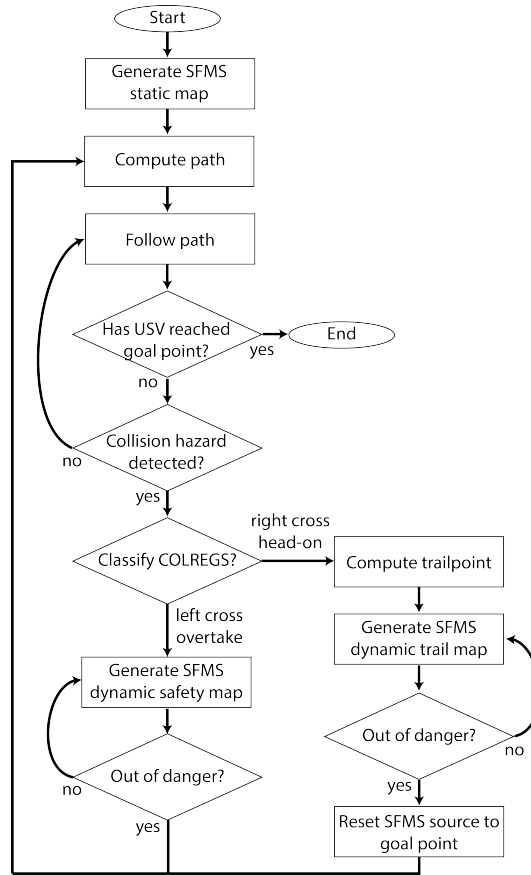 Start
Generate SFMS
static map
Compute path
Follow path
Has USV reached
goal point?
yes
End
no
Collision hazard
detected?
no
yes
Classify COLREGS?
right cross
head-on
Compute trailpoint
left cross
overtake
Generate SFMS
dynamic trail map
Generate SFMS
dynamic safety map
Out of danger?
no
yes
Out of danger?
no
yes
Reset SFMS source to
goal point